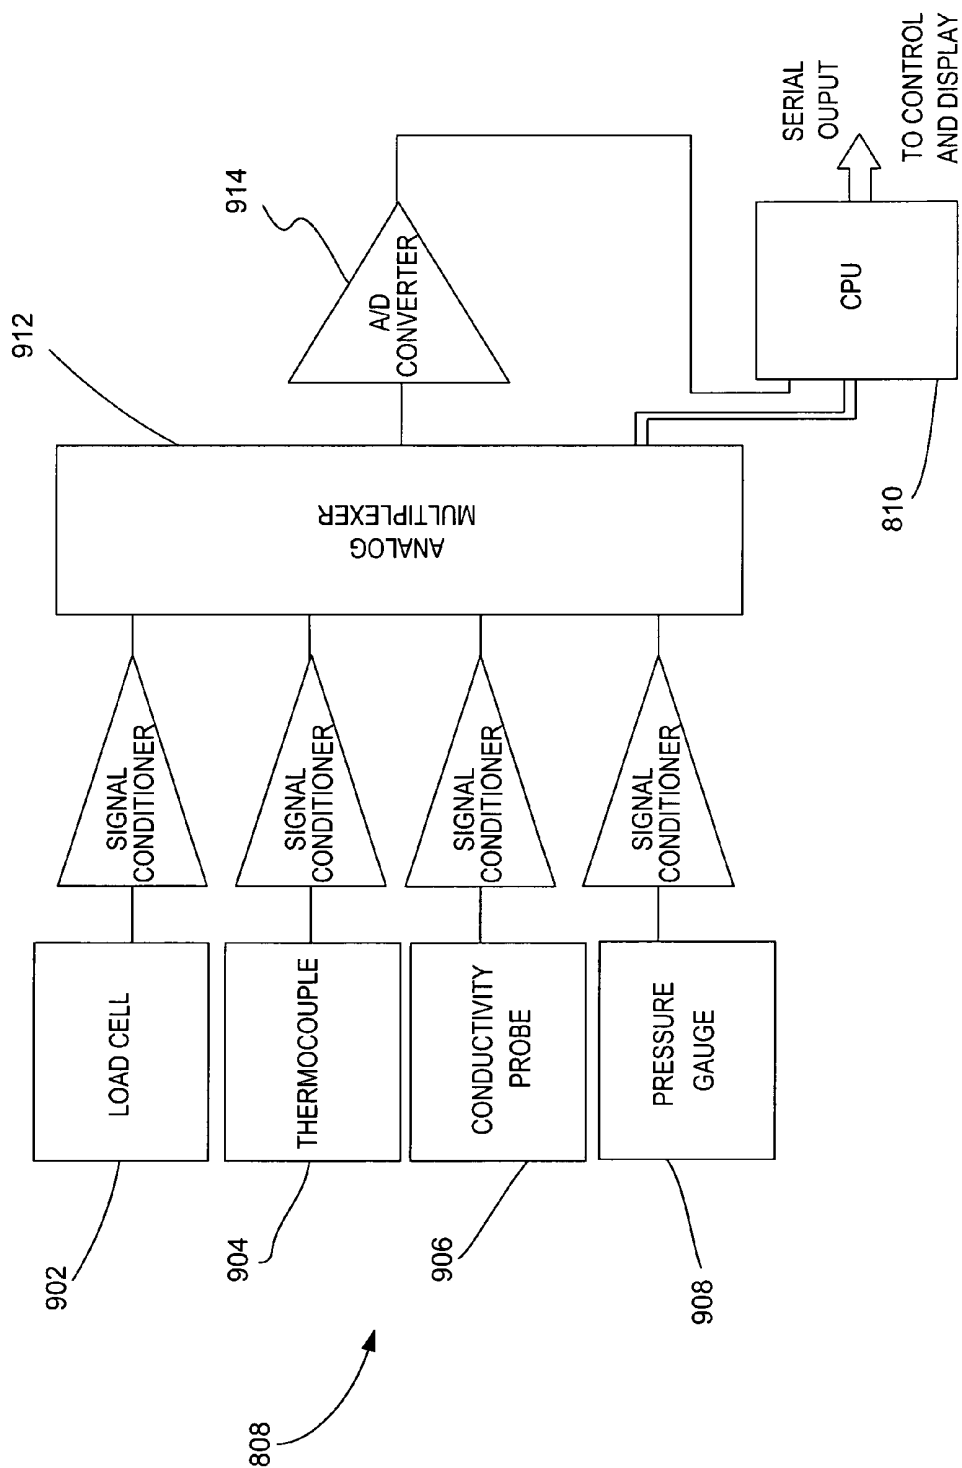 808
902
LOAD CELL
SIGNAL
CONDITIONER
904
THERMOCOUPLE
SIGNAL
CONDITIONER
906
CONDUCTIVITY
PROBE
SIGNAL
CONDITIONER
908
PRESSURE
GAUGE
SIGNAL
CONDITIONER
912
ANALOG
MULTIPLEXER
914
A/D
CONVERTER
810
CPU
SERIAL
OUPUT
TO CONTROL
AND DISPLAY